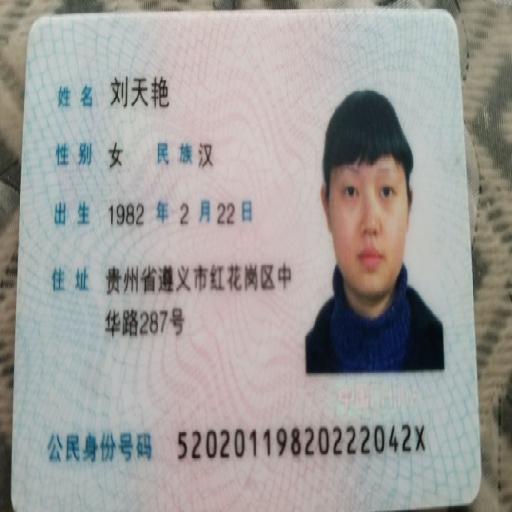 姓名 刘天艳
性别 女 民族 汉
出生 1982 年 2 月 22 日
住址 贵州省遵义市红花岗区中
华路287号
公民身份号码 52020119820222042X